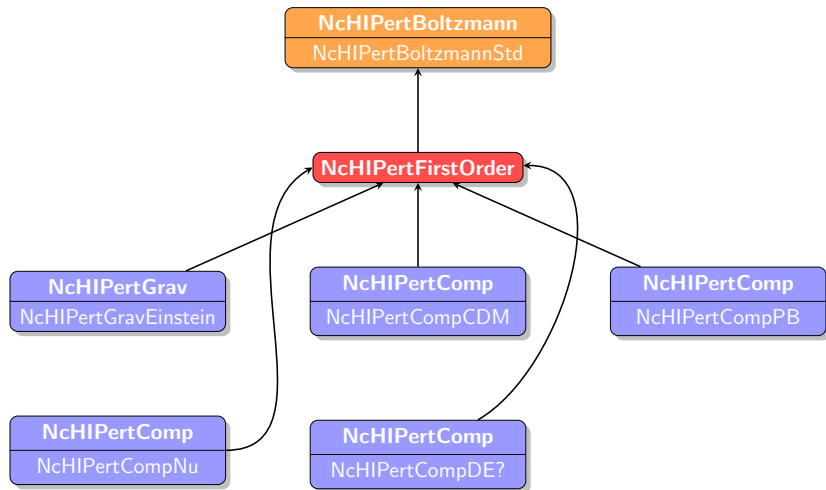 NcHIPertBoltzmann
NcHIPertBoltzmannStd
NcHIPertFirstOrder
NcHIPertGrav
NcHIPertGravEinstein
NcHIPertComp
NcHIPertCompCDM
NcHIPertComp
NcHIPertCompPB
NcHIPertComp
NcHIPertCompNu
NcHIPertComp
NcHIPertCompDE?